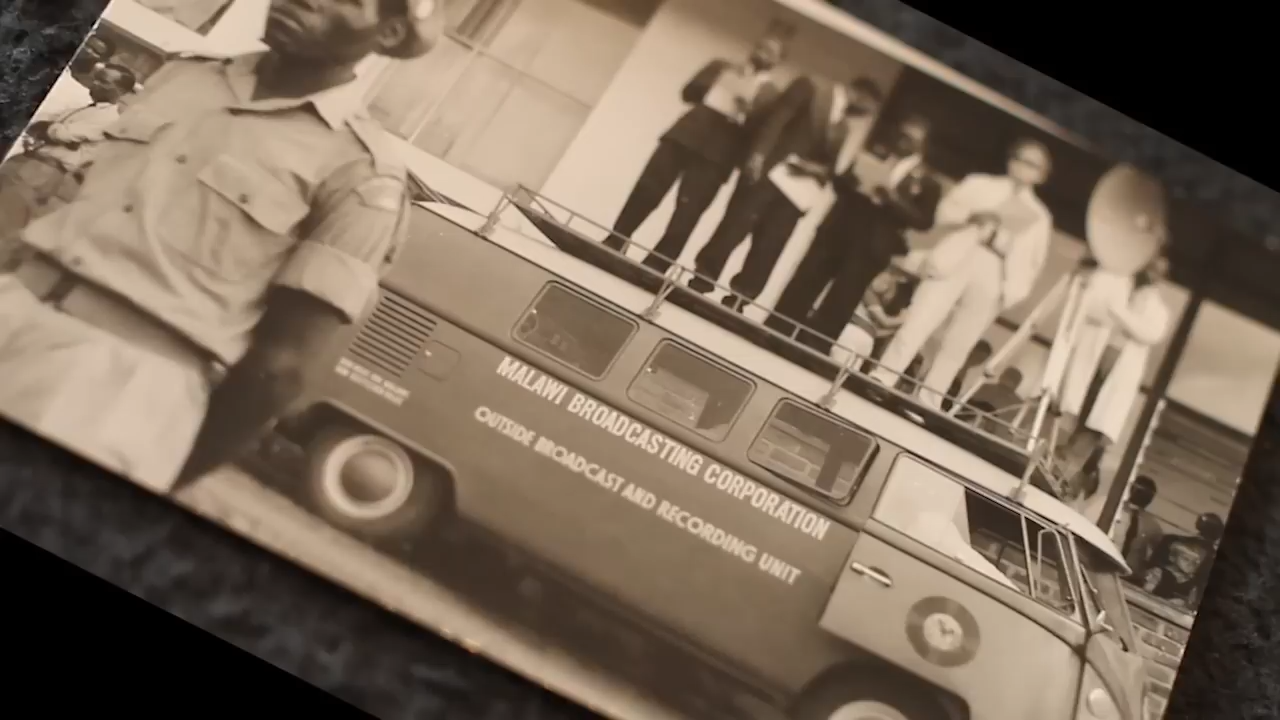 MALAWI BROADCASTING CORPORATION
OUTSIDE BROADCAST AND RECORDING UNIT